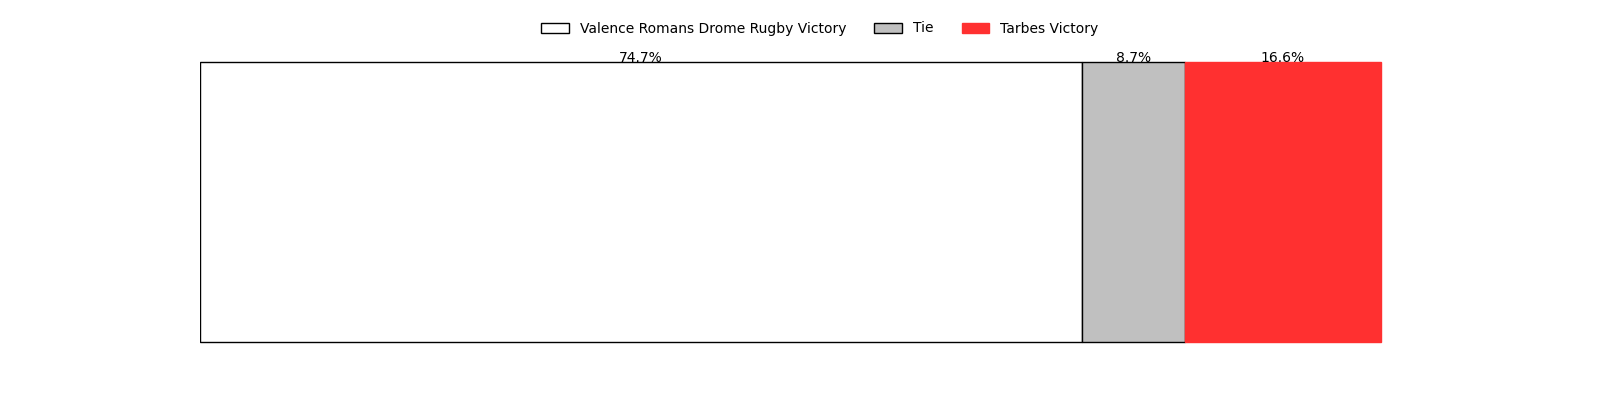 Valence Romans Drome Rugby Victory Tie Tarbes Victory
74.7% 8.7% 16.6%